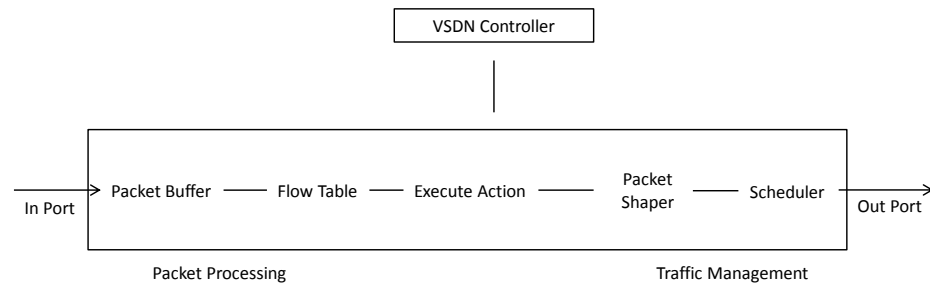 VSDN Controller
Packet Buffer
Flow Table
Execute Action
Packet
Shaper
Scheduler
In Port
Out Port
Packet Processing
Traffic Management